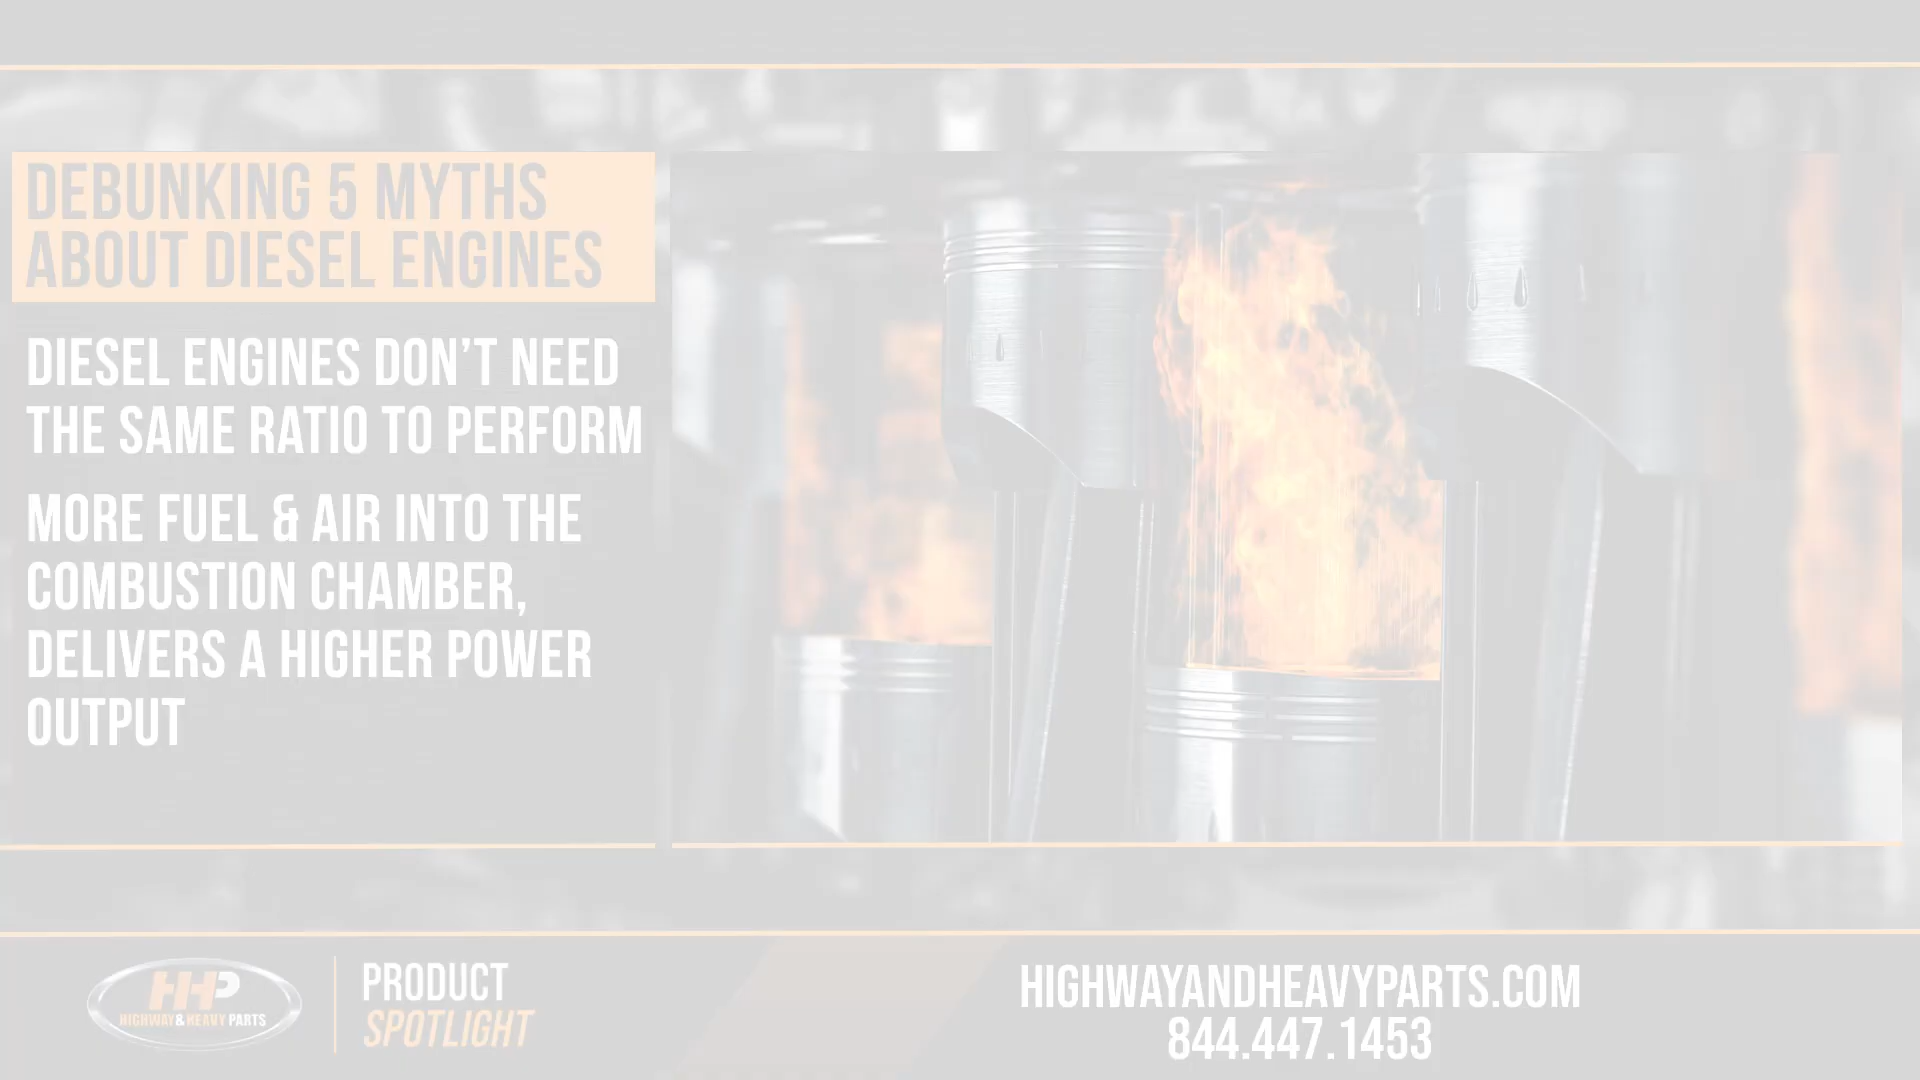 DEBUNKING 5 MYTHS
ABOUT DIESEL ENGINES
DIESEL ENGINES DON'T NEED
THE SAME RATIO TO PERFORM
MORE FUEL & AIR INTO THE
COMBUSTION CHAMBER,
DELIVERS A HIGHER POWER
OUTPUT
HHP
HIGHWAY & HEAVY PARTS
PRODUCT
SPOTLIGHT
HIGHWAYANDHEAVYPARTS.COM
844.447.1453